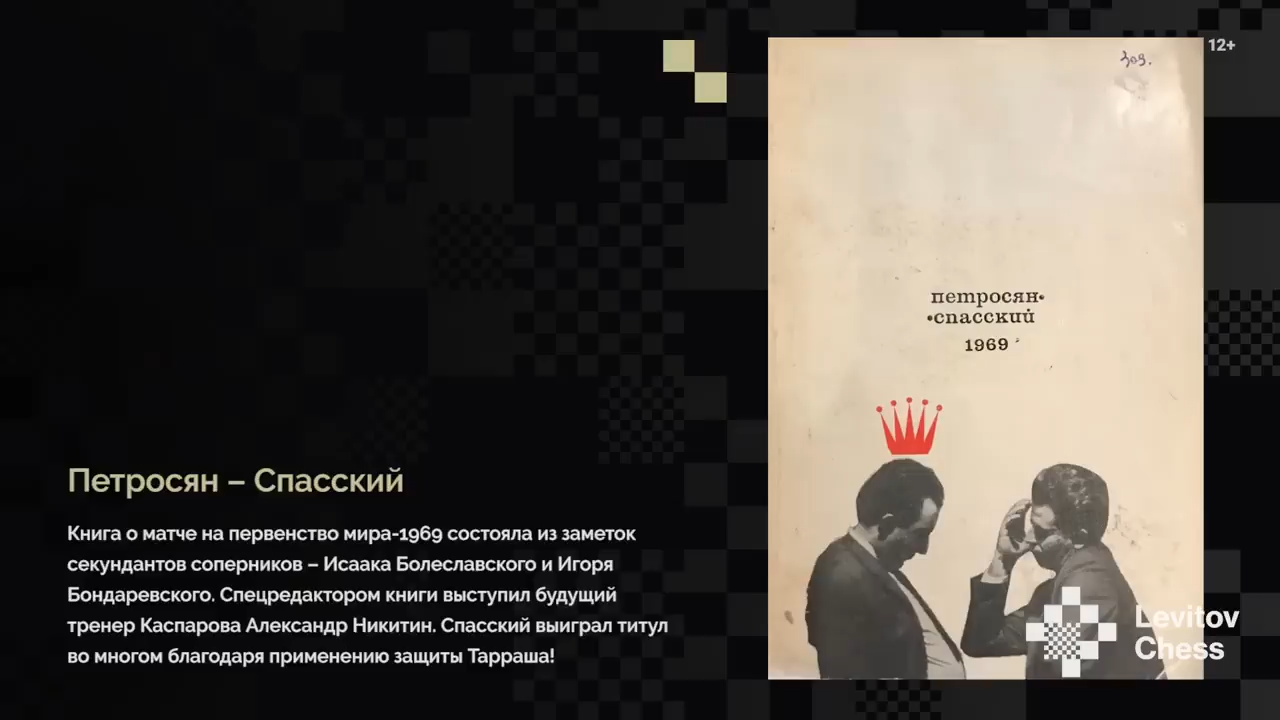 12+
петросян•
•спасский
1969
Петросян – Спасский
Книга о матче на первенство мира-1969 состояла из заметок
секундантов соперников – Исаака Болеславского и Игоря
Бондаревского. Спецредактором книги выступил будущий
тренер Каспарова Александр Никитин. Спасский выиграл титул
во многом благодаря применению защиты Тарраша!
Levitov
Chess